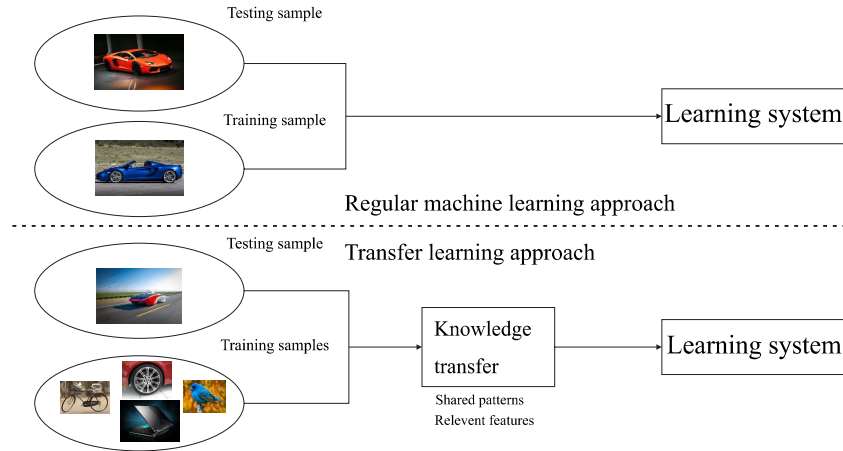 Testing sample
Training sample
Learning system
Regular machine learning approach
Testing sample
Transfer learning approach
Training samples
Knowledge
transfer
Learning system
Shared patterns
Relevent features